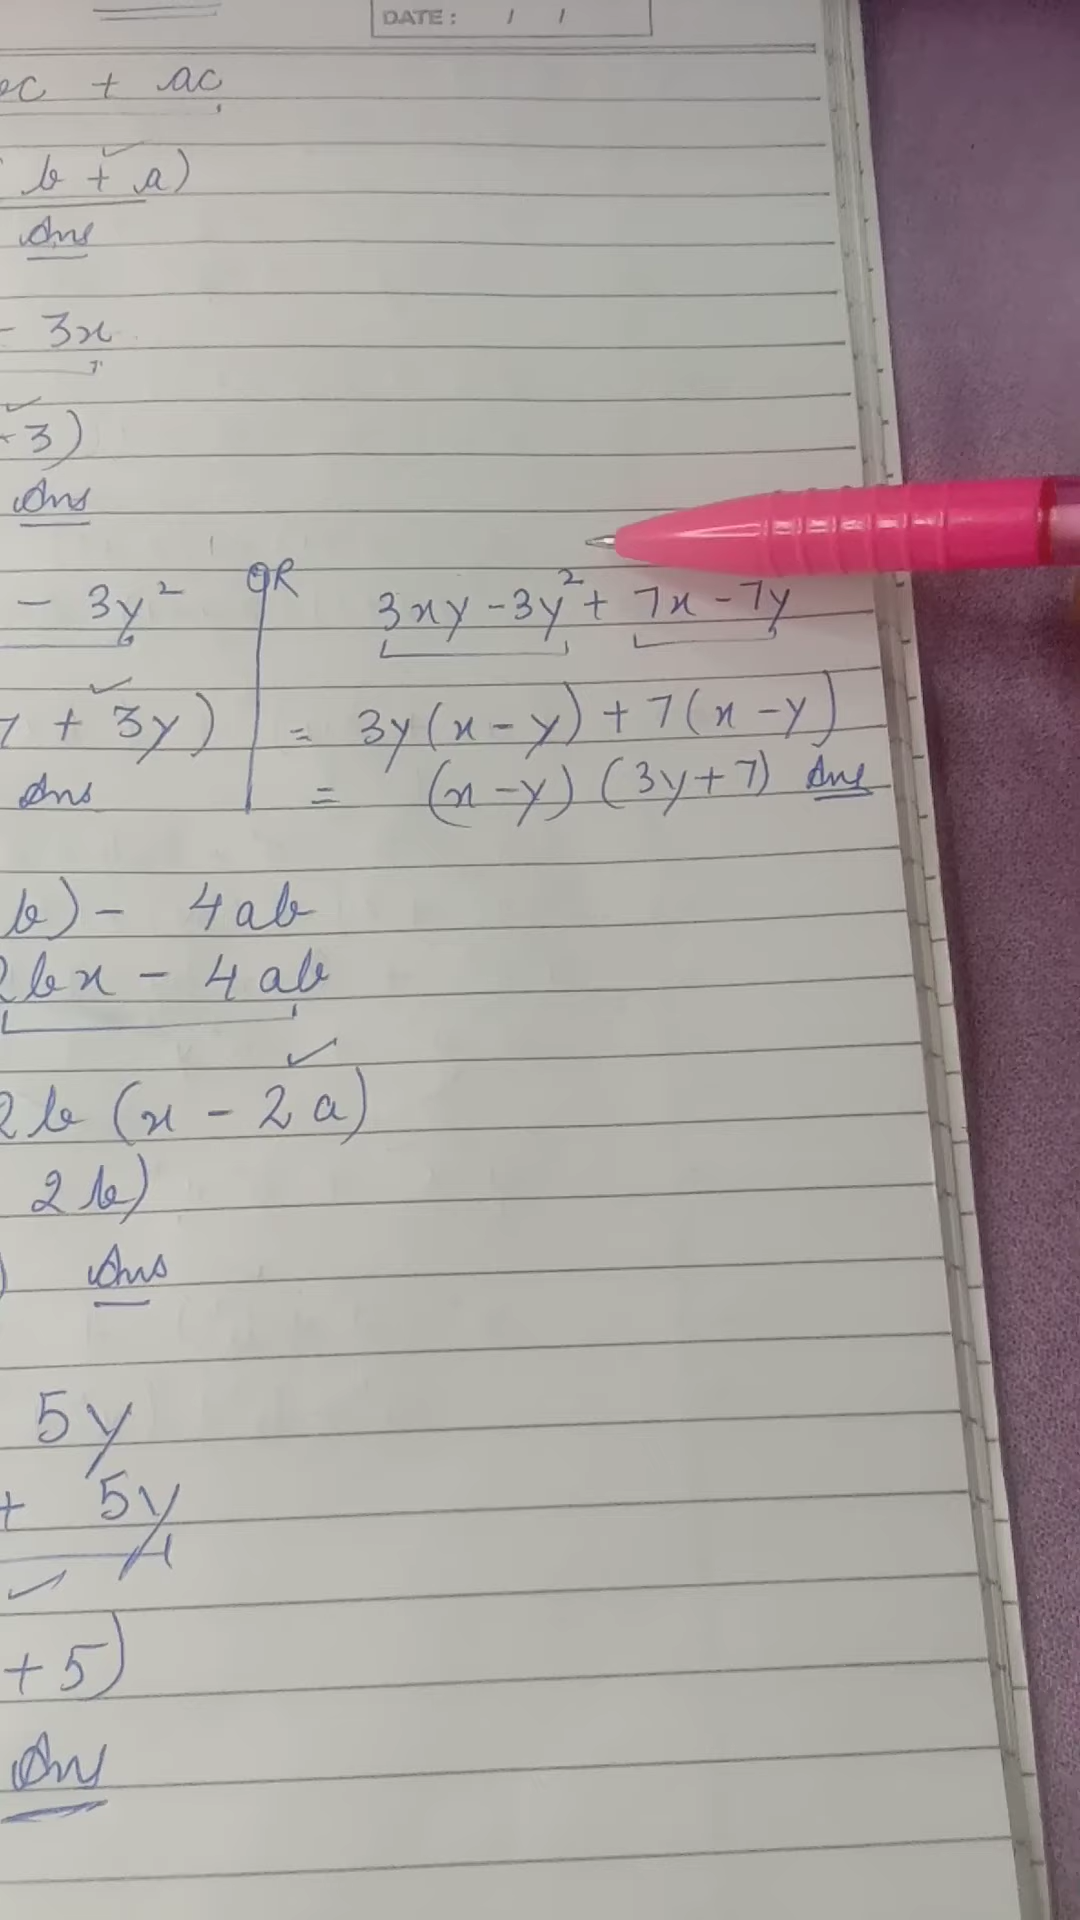 DATE: / /
c + ac
b + a)
Ans
- 3x
3)
Ans
- 3y²
OR
3xy - 3y² + 7x - 7y
+ 3y)
= 3y(x - y) + 7(x - y)
Ans
= (x - y) (3y + 7) Ans
b) - 4ab
2bx - 4ab
2b (x - 2a)
2b)
) Ans
5y
+ 5y
+ 5)
Ans